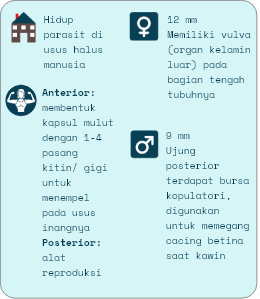 Hidup
parasit di
usus halus
manusia
Anterior:
membentuk
kapsul mulut
dengan 1-4
pasang
kitin/ gigi
untuk
menempel
pada usus
inangnya
Posterior:
alat
reproduksi
12 mm
Memiliki vulva
(organ kelamin
luar) pada
bagian tengah
tubuhnya
9 mm
Ujung
posterior
terdapat bursa
kopulatori,
digunakan
untuk memegang
cacing betina
saat kawin